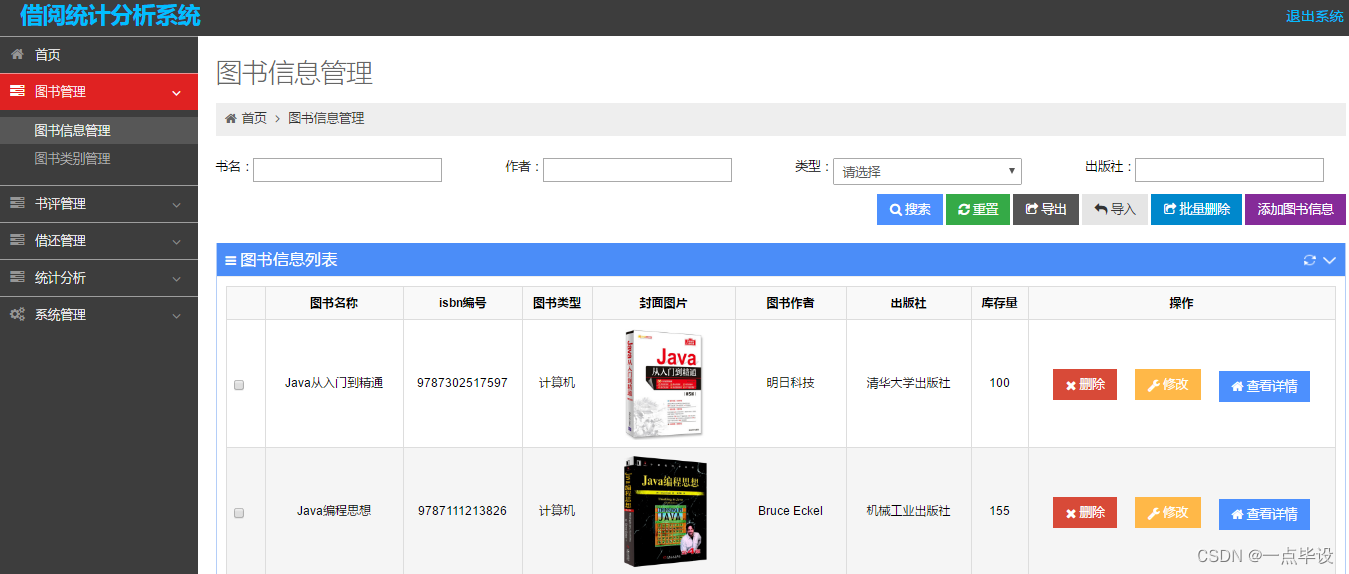 借阅统计分析系统 退出系统
首页
图书管理
图书信息管理
图书类别管理
书评管理
借还管理
统计分析
系统管理
图书信息管理
首页 > 图书信息管理
书名： 作者： 类型： 请选择 出版社：
搜索 重置 导出 导入 批量删除 添加图书信息
图书信息列表
图书名称 isbn编号 图书类型 封面图片 图书作者 出版社 库存量 操作
Java
从入门到精通
Java从入门到精通 9787302517597 计算机 明日科技 清华大学出版社 100 删除 修改 查看详情
Java编程思想
Java编程思想 9787111213826 计算机 Bruce Eckel 机械工业出版社 155 删除 修改 查看详情
CSDN @一点毕设